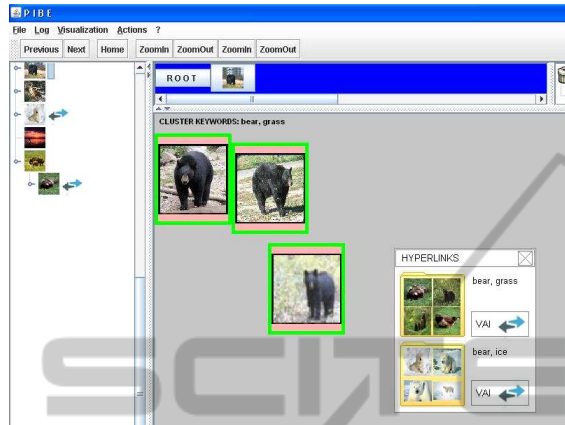 PIBE
File Log Visualization Actions ?
Previous Next Home ZoomIn ZoomOut ZoomIn ZoomOut
ROOT
CLUSTER KEYWORDS: bear, grass
HYPERLINKS
bear, grass
VAI
bear, ice
VAI